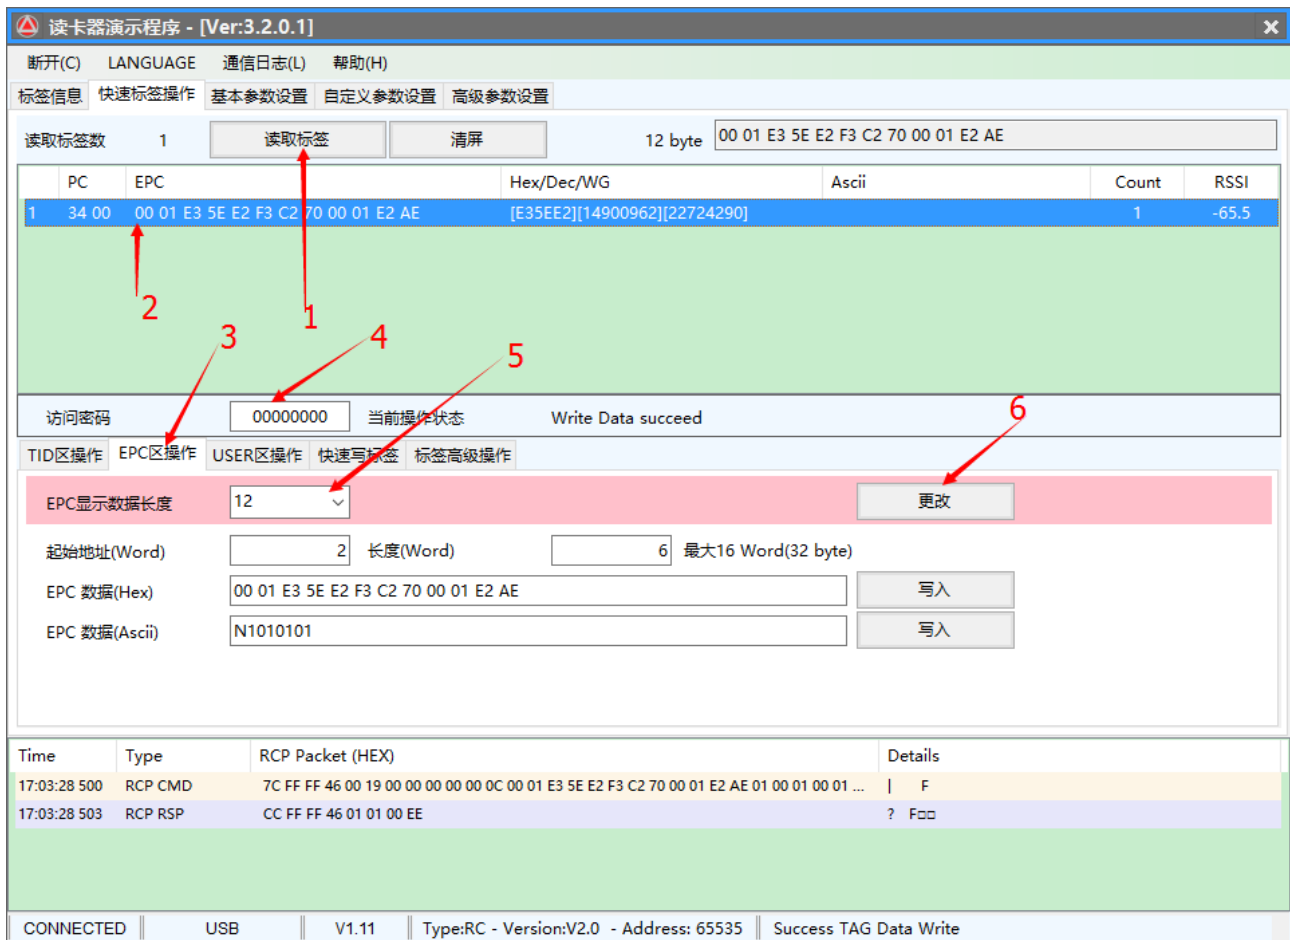 读卡器演示程序 - [Ver:3.2.0.1]
断开(C) LANGUAGE 通信日志(L) 帮助(H)
标签信息 快速标签操作 基本参数设置 自定义参数设置 高级参数设置
读取标签数 1 读取标签 清屏 12 byte 00 01 E3 5E E2 F3 C2 70 00 01 E2 AE
PC EPC Hex/Dec/WG Ascii Count RSSI
1 34 00 00 01 E3 5E E2 F3 C2 70 00 01 E2 AE [E35EE2][14900962][22724290] 1 -65.5
2 1
3 4 5
6
访问密码 00000000 当前操作状态 Write Data succeed
TID区操作 EPC区操作 USER区操作 快速写标签 标签高级操作
EPC显示数据长度 12 更改
起始地址(Word) 2 长度(Word) 6 最大16 Word(32 byte)
EPC 数据(Hex) 00 01 E3 5E E2 F3 C2 70 00 01 E2 AE 写入
EPC 数据(Ascii) N1010101 写入
Time Type RCP Packet (HEX) Details
17:03:28 500 RCP CMD 7C FF FF 46 00 19 00 00 00 00 00 0C 00 01 E3 5E E2 F3 C2 70 00 01 E2 AE 01 00 01 00 01 ... | F
17:03:28 503 RCP RSP CC FF FF 46 01 01 00 EE ? F□□
CONNECTED USB V1.11 Type:RC - Version:V2.0 - Address: 65535 Success TAG Data Write